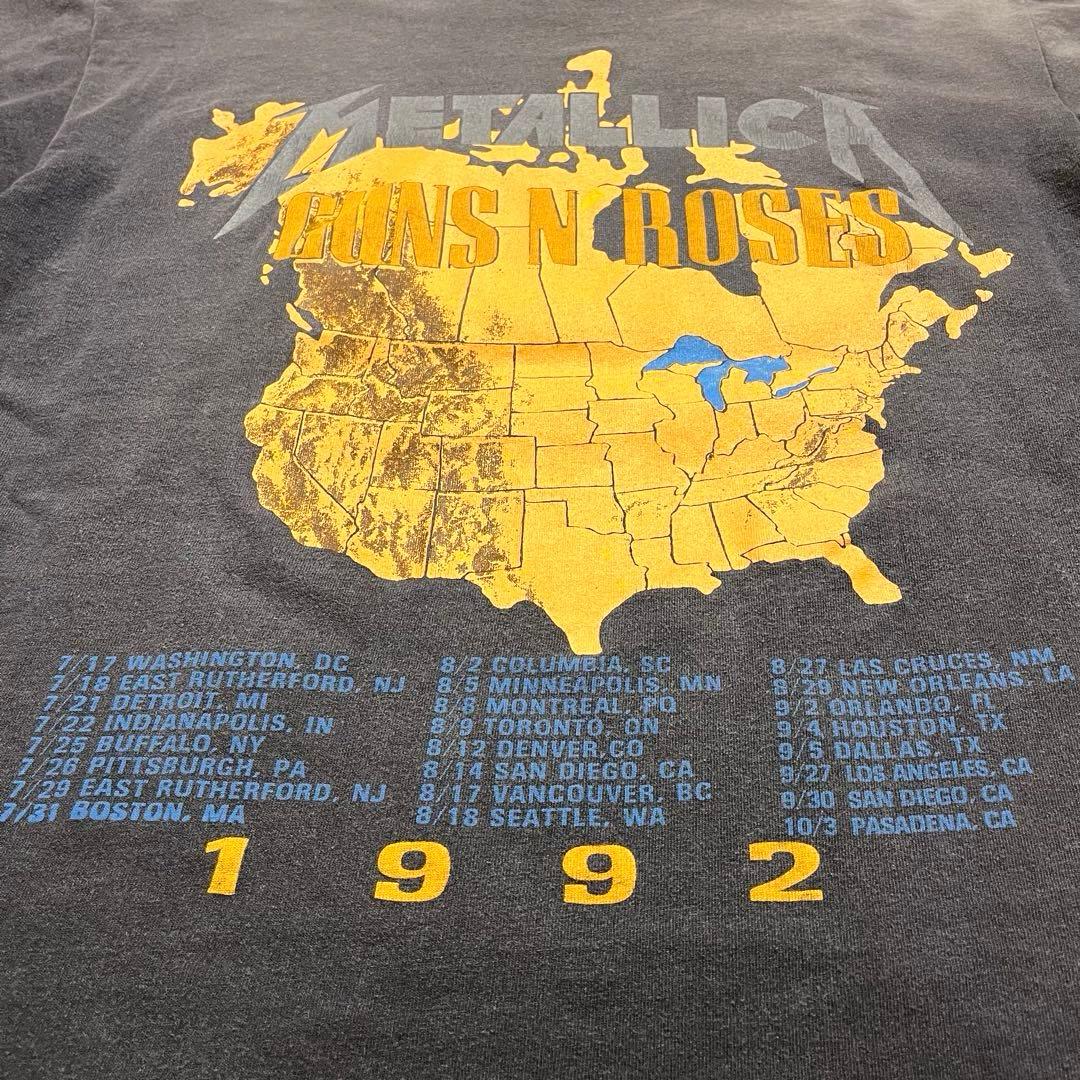 METALLICA
GUNS N' ROSES
7/17 WASHINGTON, DC
7/18 EAST RUTHERFORD, NJ
7/21 DETROIT, MI
7/22 INDIANAPOLIS, IN
7/25 BUFFALO, NY
7/26 PITTSBURGH, PA
7/29 EAST RUTHERFORD, NJ
7/31 BOSTON, MA
8/2 COLUMBIA, SC
8/5 MINNEAPOLIS, MN
8/8 MONTREAL, PQ
8/9 TORONTO, ON
8/12 DENVER, CO
8/14 SAN DIEGO, CA
8/17 VANCOUVER, BC
8/18 SEATTLE, WA
8/27 LAS CRUCES, NM
8/29 NEW ORLEANS, LA
9/2 ORLANDO, FL
9/4 HOUSTON, TX
9/5 DALLAS, TX
9/27 LOS ANGELES, CA
9/30 SAN DIEGO, CA
10/3 PASADENA, CA
1992